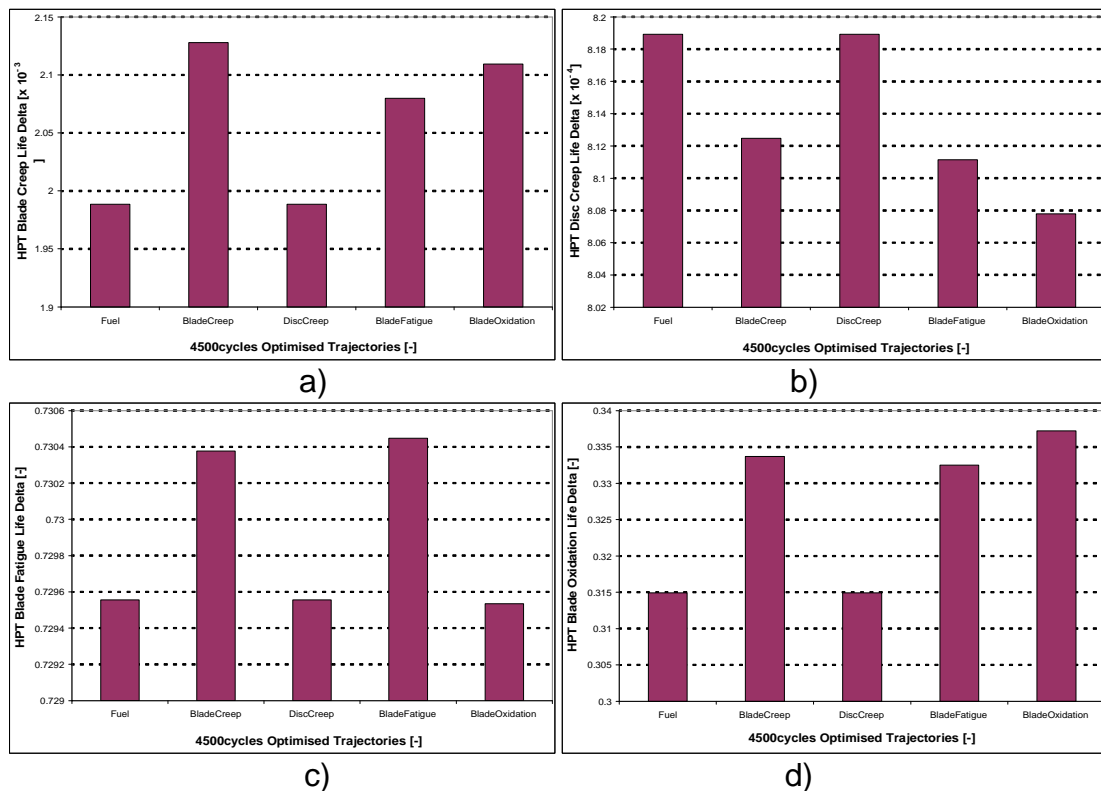 2.15
2.1
2.05
2
1.95
1.9
HPT Blade Creep Life Delta [x 10-3
]
Fuel BladeCreep DiscCreep BladeFatigue BladeOxidation
4500cycles Optimised Trajectories [-]
a)
8.2
8.18
8.16
8.14
8.12
8.1
8.08
8.06
8.04
8.02
HPT Disc Creep Life Delta [x 10-4]
Fuel BladeCreep DiscCreep BladeFatigue BladeOxidation
4500cycles Optimised Trajectories [-]
b)
0.7306
0.7304
0.7302
0.73
0.7298
0.7296
0.7294
0.7292
0.729
HPT Blade Fatigue Life Delta [-]
Fuel BladeCreep DiscCreep BladeFatigue BladeOxidation
4500cycles Optimised Trajectories [-]
c)
0.34
0.335
0.33
0.325
0.32
0.315
0.31
0.305
0.3
HPT Blade Oxidation Life Delta [-]
Fuel BladeCreep DiscCreep BladeFatigue BladeOxidation
4500cycles Optimised Trajectories [-]
d)